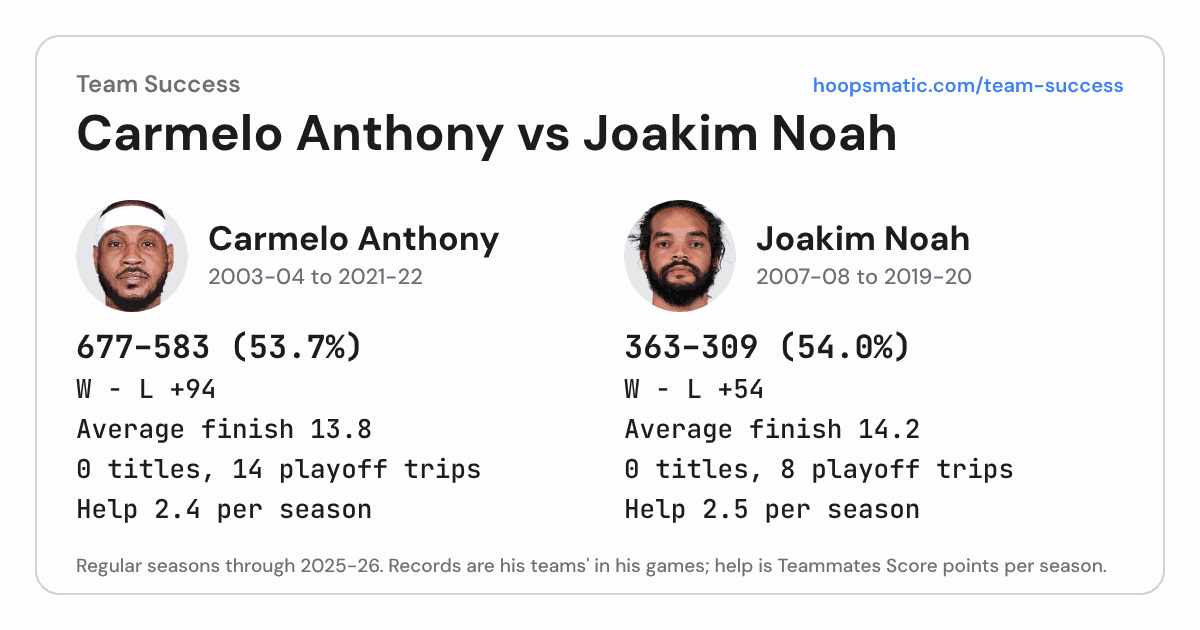 Team Success
hoopsmatic.com/team-success
Carmelo Anthony vs Joakim Noah
Carmelo Anthony
2003-04 to 2021-22
677-583 (53.7%)
W - L +94
Average finish 13.8
0 titles, 14 playoff trips
Help 2.4 per season
Joakim Noah
2007-08 to 2019-20
363-309 (54.0%)
W - L +54
Average finish 14.2
0 titles, 8 playoff trips
Help 2.5 per season
Regular seasons through 2025-26. Records are his teams' in his games; help is Teammates Score points per season.